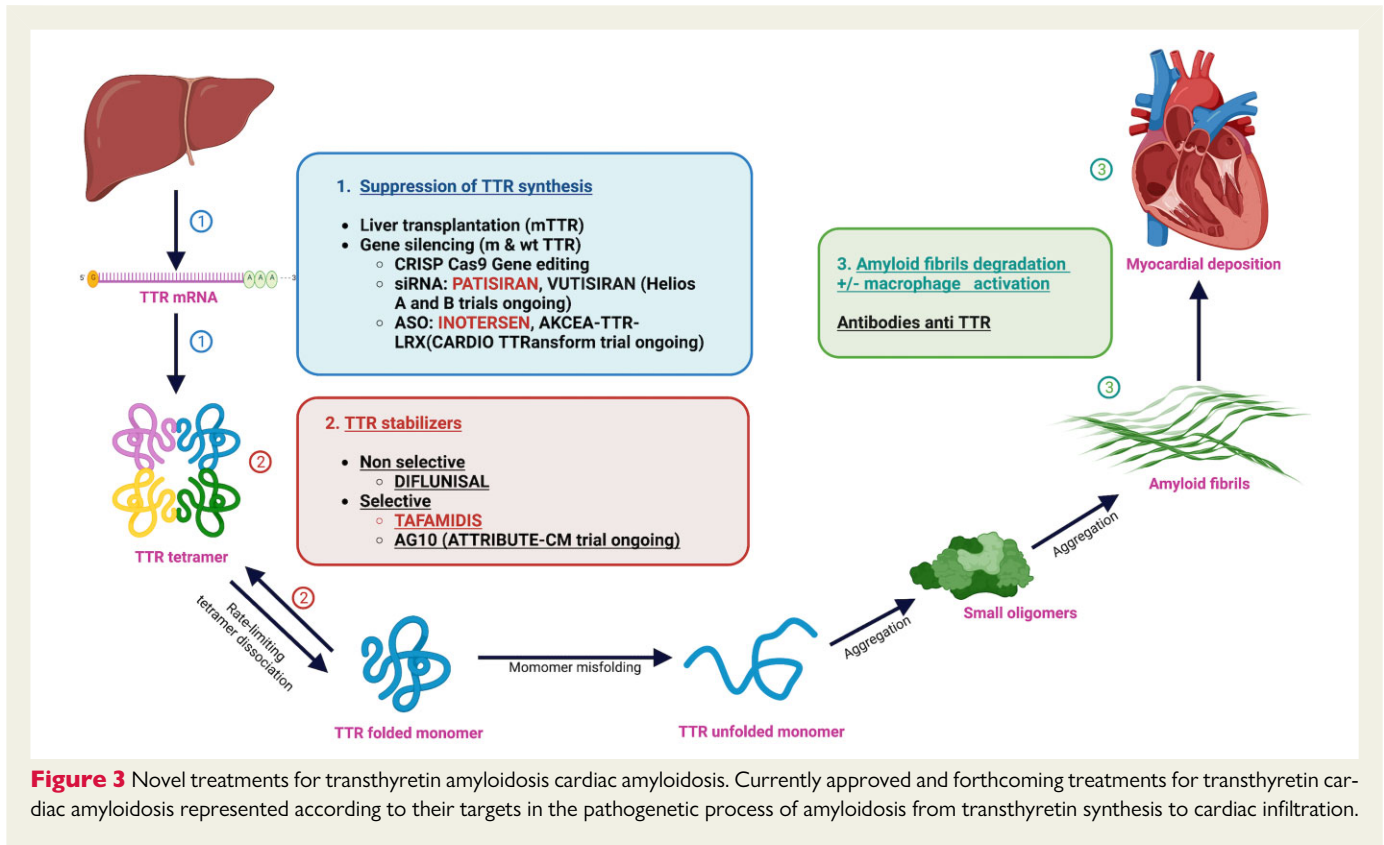 1
5'
G
A A A
3
TTR mRNA
1
TTR tetramer
2
2
Rate-limiting
tetramer dissociation
TTR folded monomer
Momomer misfolding
TTR unfolded monomer
Aggregation
Small oligomers
Aggregation
Amyloid fibrils
3
Myocardial deposition
3
1. Suppression of TTR synthesis
• Liver transplantation (mTTR)
• Gene silencing (m & wt TTR)
○ CRISP Cas9 Gene editing
○ siRNA: PATISIRAN, VUTISIRAN (Helios
A and B trials ongoing)
○ ASO: INOTERSEN, AKCEA-TTR-
LRX(CARDIO TTRansform trial ongoing)
2. TTR stabilizers
• Non selective
○ DIFLUNISAL
• Selective
○ TAFAMIDIS
○ AG10 (ATTRIBUTE-CM trial ongoing)
3. Amyloid fibrils degradation
+/- macrophage activation
Antibodies anti TTR
Figure 3 Novel treatments for transthyretin amyloidosis cardiac amyloidosis. Currently approved and forthcoming treatments for transthyretin car-
diac amyloidosis represented according to their targets in the pathogenetic process of amyloidosis from transthyretin synthesis to cardiac infiltration.